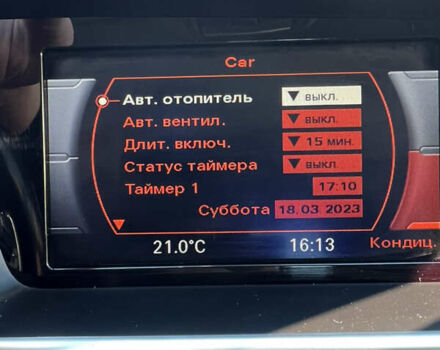 Car
Авт. отопитель ▼ выкл.
Авт. вентил. ▼ выкл.
Длит. включ. ▼ 15 мин.
Статус таймера ▼ выкл.
Таймер 1 17:10
Суббота 18.03 2023
21.0°C 16:13 Кондиц.